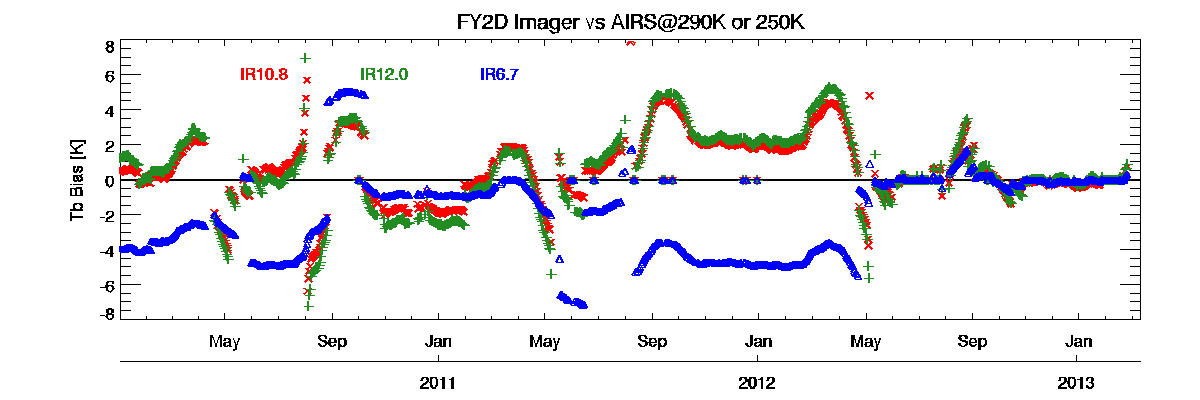 FY2D Imager vs AIRS@290K or 250K
IR10.8 IR12.0 IR6.7
Tb Bias [K]
8
6
4
2
0
-2
-4
-6
-8
May Sep Jan May Sep Jan May Sep Jan
2011 2012 2013